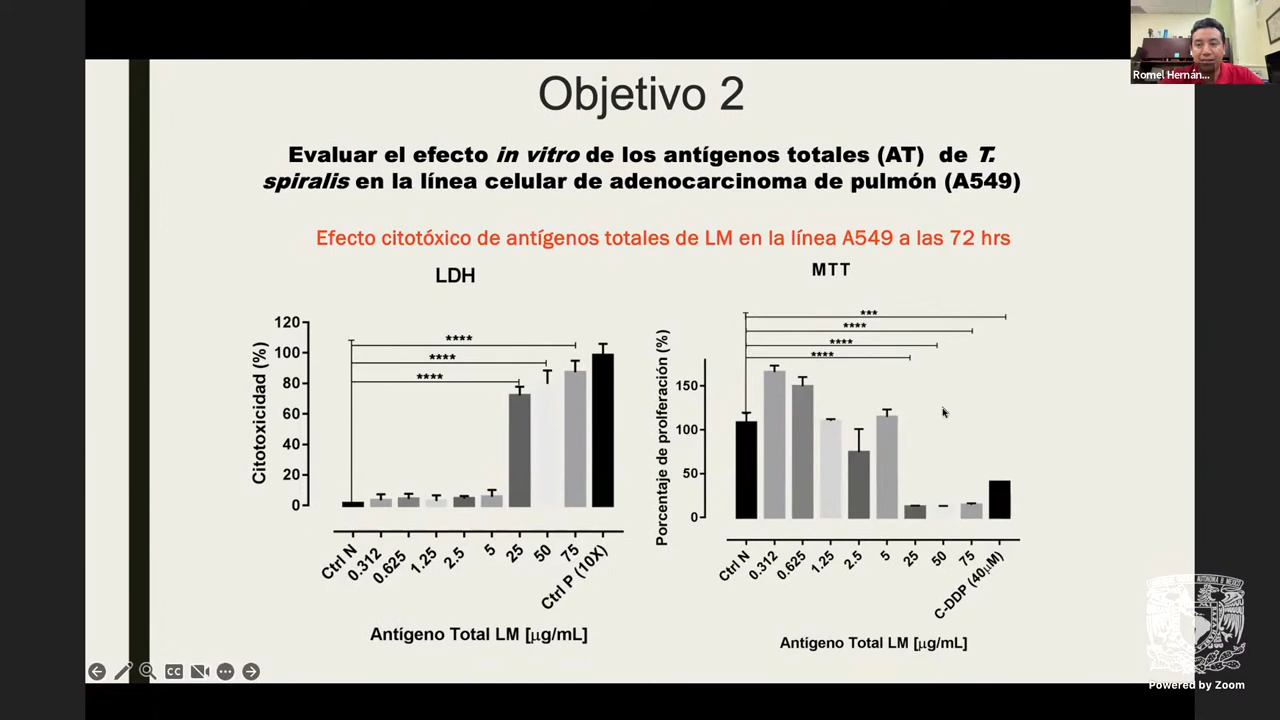 Romel Hernán...
Objetivo 2
Evaluar el efecto in vitro de los antígenos totales (AT) de T.
spiralis en la línea celular de adenocarcinoma de pulmón (A549)
Efecto citotóxico de antígenos totales de LM en la línea A549 a las 72 hrs
LDH
Citotoxicidad (%)
120
100
80
60
40
20
0
****
****
****
Ctrl N
0.312
0.625
1.25
2.5
5
25
50
75
Ctrl P (10X)
Antígeno Total LM [µg/mL]
MTT
Porcentaje de prolferación (%)
150
100
50
0
***
****
****
****
Ctrl N
0.312
0.625
1.25
2.5
5
25
50
75
C-DDP (40µM)
Antígeno Total LM [µg/mL]
CC
Powered by Zoom